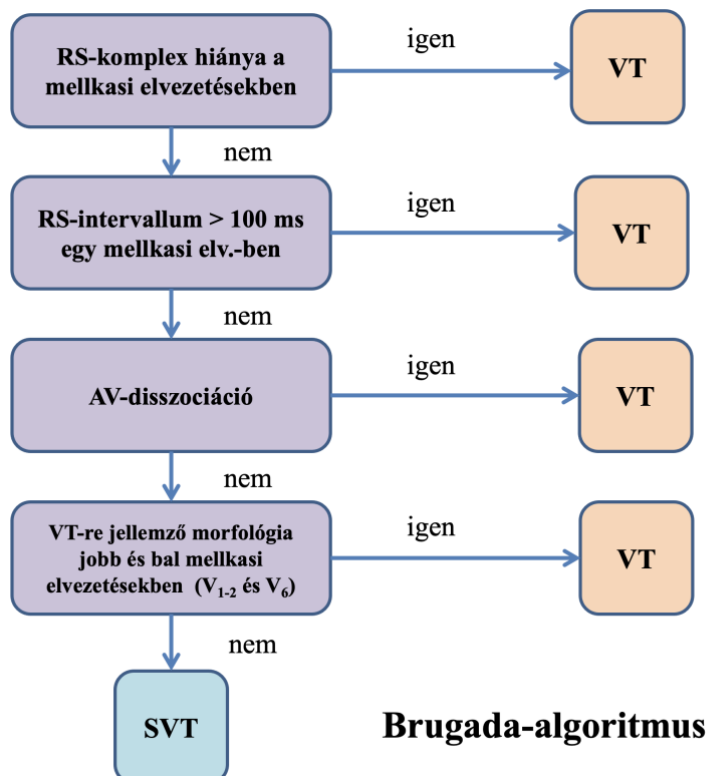 RS-komplex hiánya a
mellkasi elvezetésekben
igen
VT
nem
RS-intervallum > 100 ms
egy mellkasi elv.-ben
igen
VT
nem
AV-disszociáció
igen
VT
nem
VT-re jellemző morfológia
jobb és bal mellkasi
elvezetésekben (V₁₋₂ és V₆)
igen
VT
nem
SVT
Brugada-algoritmus